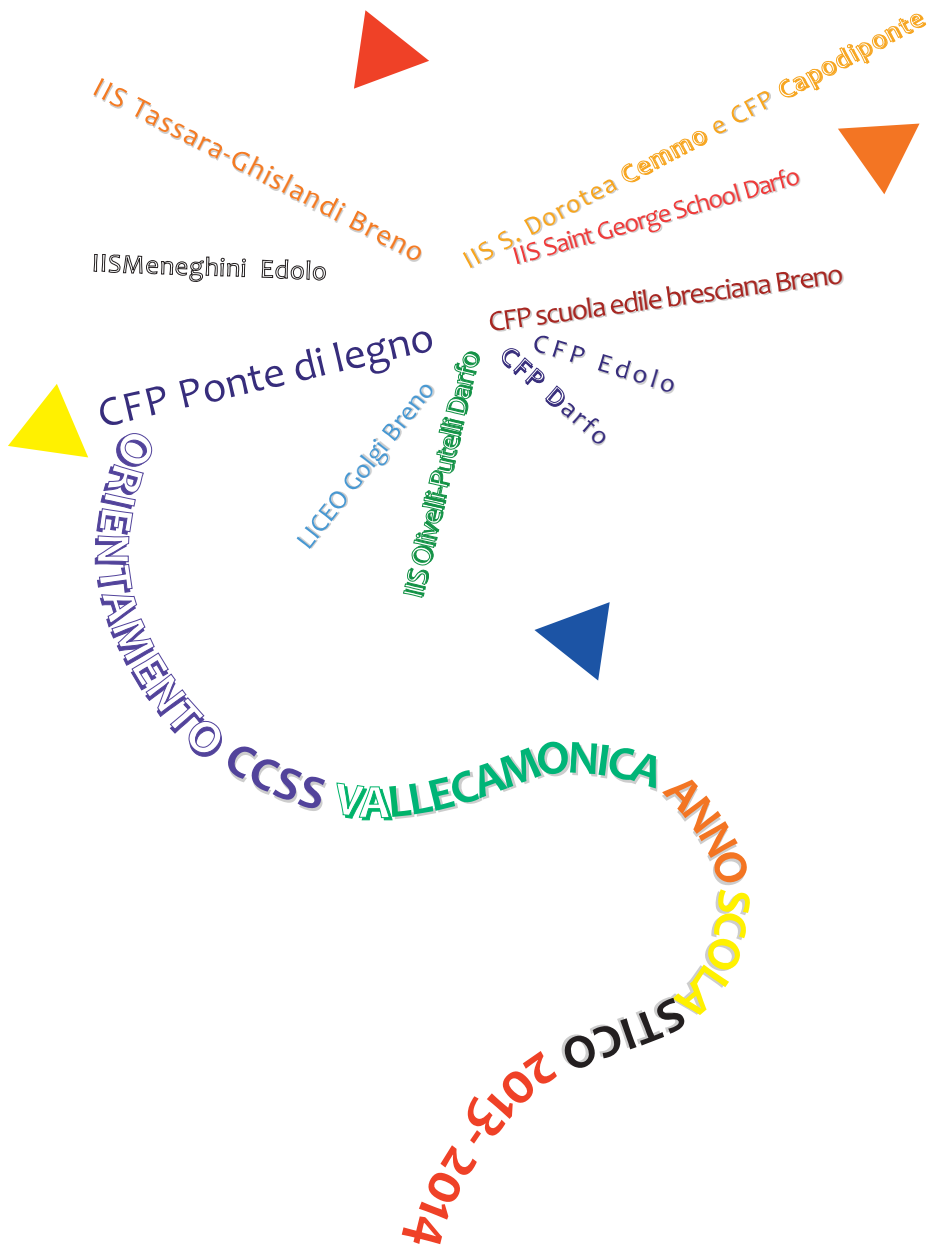 IIS Tassara-Ghislandi Breno
IIS S. Dorotea Cemmo e CFP Capodiponte
IIS Saint George School Darfo
IISMeneghini Edolo
CFP scuola edile bresciana Breno
CFP Ponte di legno
CFP Edolo
CFP Darfo
LICEO Golgi Breno
IIS Olivelli-Putelli Darfo
ORIENTAMENTO CCSS VALLECAMONICA ANNO SCOLASTICO 2013-2014